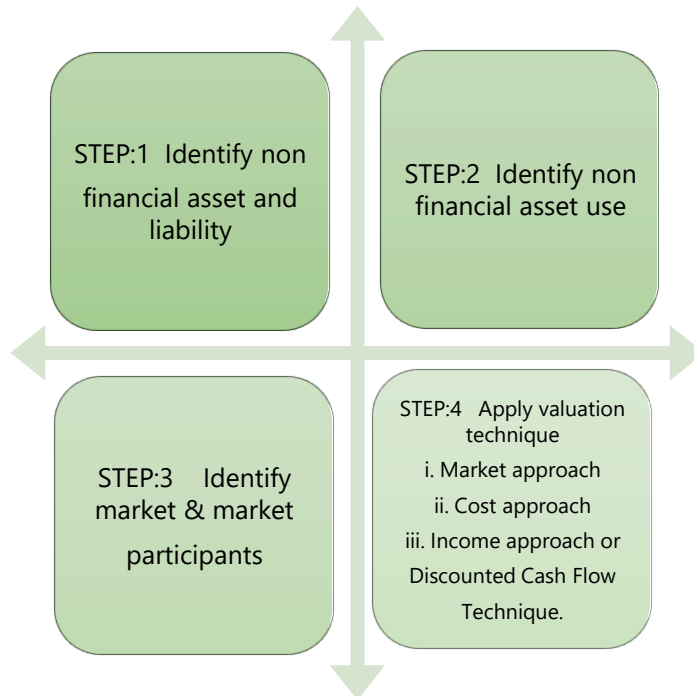 STEP:1  Identify non
financial asset and
liability
STEP:2  Identify non
financial asset use
STEP:3    Identify
market & market
participants
STEP:4   Apply valuation
technique
i. Market approach
ii. Cost approach
iii. Income approach or
Discounted Cash Flow
Technique.